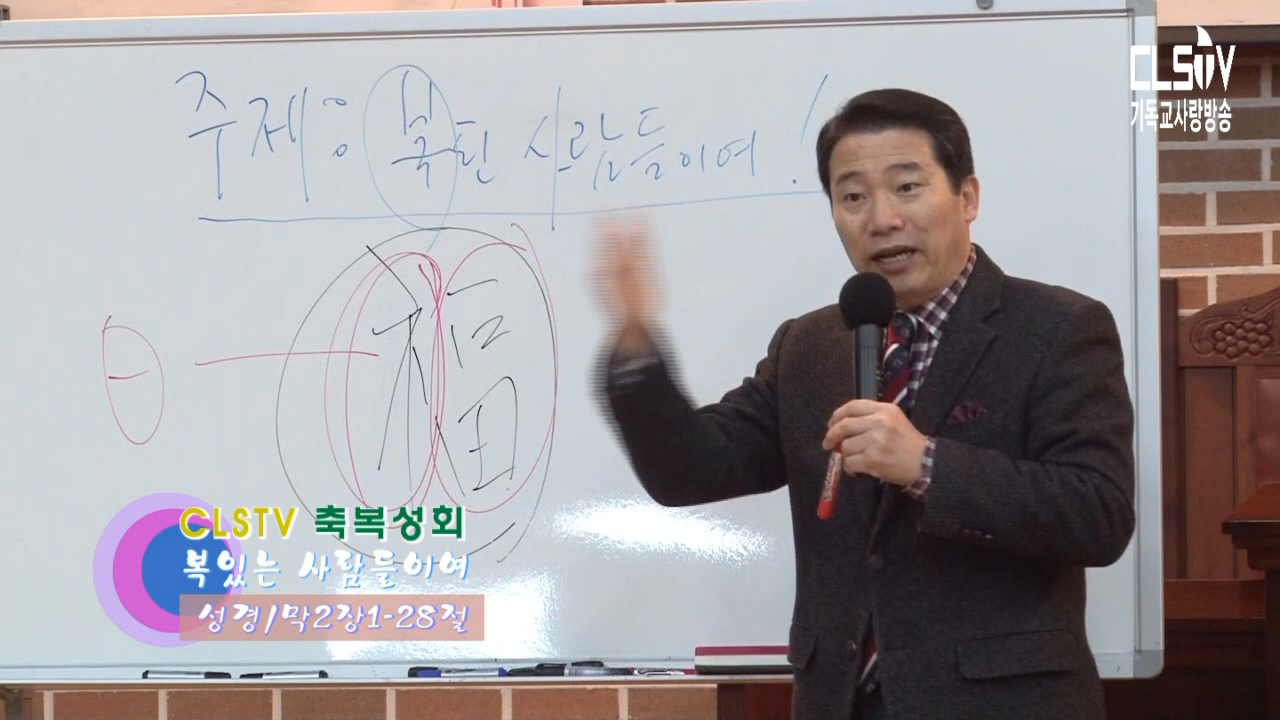 CLSTV
기독교사랑방송
주제: 복된 사람들이여!
福
CLSTV 축복성회
복있는 사람들이여
성경/막2장1-28절